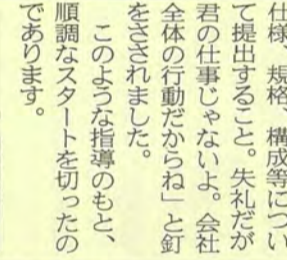 仕様、規格、構成等につい
て提出すること。失礼だが
君の仕事じゃないよ。会社
全体の行動だからね」と釘
をさされました。
　このような指導のもと、
順調なスタートを切ったの
であります。